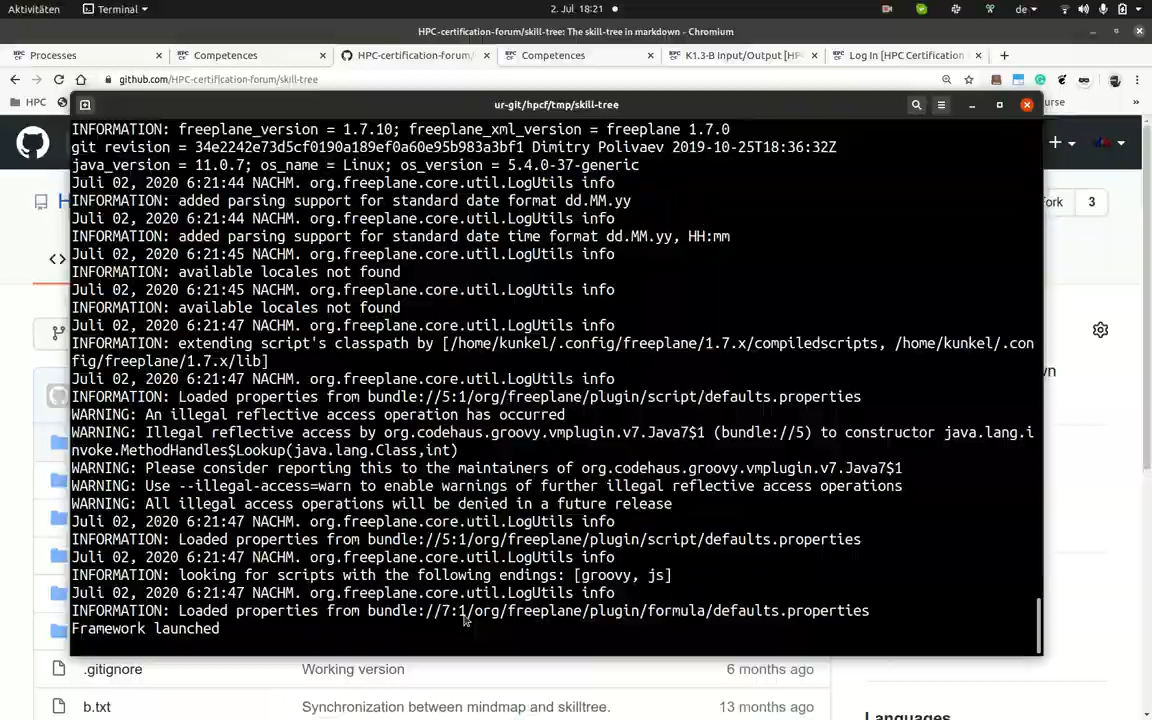 Aktivitäten
Terminal
2. Jul 18:21
de
HPC-certification-forum/skill-tree: The skill-tree in markdown - Chromium
Processes
Competences
HPC-certification-forum/
Competences
K1.3-B Input/Output [HP
Log In [HPC Certification
github.com/HPC-certification-forum/skill-tree
HPC
urse
ur-git/hpcf/tmp/skill-tree
INFORMATION: freeplane_version = 1.7.10; freeplane_xml_version = freeplane 1.7.0
git revision = 34e2242e73d5cf0190a189ef0a60e95b983a3bf1 Dimitry Polivaev 2019-10-25T18:36:32Z
java_version = 11.0.7; os_name = Linux; os_version = 5.4.0-37-generic
Juli 02, 2020 6:21:44 NACHM. org.freeplane.core.util.LogUtils info
INFORMATION: added parsing support for standard date format dd.MM.yy
Juli 02, 2020 6:21:44 NACHM. org.freeplane.core.util.LogUtils info
INFORMATION: added parsing support for standard date time format dd.MM.yy, HH:mm
Juli 02, 2020 6:21:45 NACHM. org.freeplane.core.util.LogUtils info
INFORMATION: available locales not found
Juli 02, 2020 6:21:45 NACHM. org.freeplane.core.util.LogUtils info
INFORMATION: available locales not found
Juli 02, 2020 6:21:47 NACHM. org.freeplane.core.util.LogUtils info
INFORMATION: extending script's classpath by [/home/kunkel/.config/freeplane/1.7.x/compiledscripts, /home/kunkel/.con
fig/freeplane/1.7.x/lib]
Juli 02, 2020 6:21:47 NACHM. org.freeplane.core.util.LogUtils info
INFORMATION: Loaded properties from bundle://5:1/org/freeplane/plugin/script/defaults.properties
WARNING: An illegal reflective access operation has occurred
WARNING: Illegal reflective access by org.codehaus.groovy.vmplugin.v7.Java7$1 (bundle://5) to constructor java.lang.i
nvoke.MethodHandles$Lookup(java.lang.Class,int)
WARNING: Please consider reporting this to the maintainers of org.codehaus.groovy.vmplugin.v7.Java7$1
WARNING: Use --illegal-access=warn to enable warnings of further illegal reflective access operations
WARNING: All illegal access operations will be denied in a future release
Juli 02, 2020 6:21:47 NACHM. org.freeplane.core.util.LogUtils info
INFORMATION: Loaded properties from bundle://5:1/org/freeplane/plugin/script/defaults.properties
Juli 02, 2020 6:21:47 NACHM. org.freeplane.core.util.LogUtils info
INFORMATION: looking for scripts with the following endings: [groovy, js]
Juli 02, 2020 6:21:47 NACHM. org.freeplane.core.util.LogUtils info
INFORMATION: Loaded properties from bundle://7:1/org/freeplane/plugin/formula/defaults.properties
Framework launched
H
ork 3
wn
.gitignore Working version 6 months ago
b.txt Synchronization between mindmap and skilltree. 13 months ago
Languages